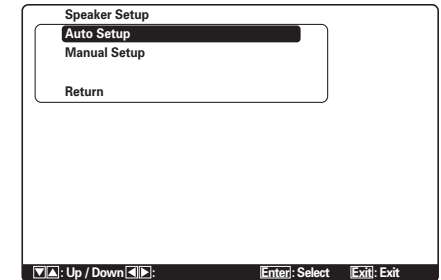 Speaker Setup
Auto Setup
Manual Setup
Return
▼▲: Up / Down ◀▶: Enter: Select Exit: Exit